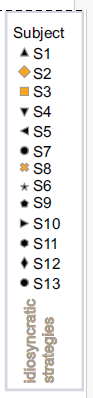 Subject
S1
S2
S3
S4
S5
S7
S8
S6
S9
S10
S11
S12
S13
idiosyncratic
strategies